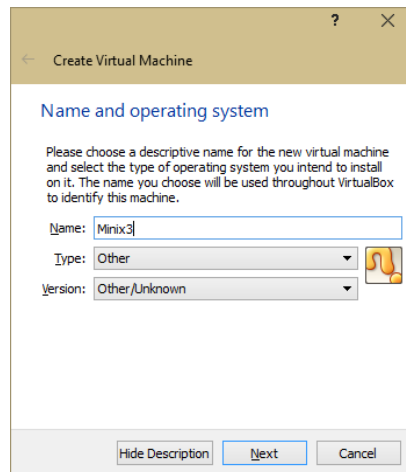 ?
Create Virtual Machine
Name and operating system
Please choose a descriptive name for the new virtual machine
and select the type of operating system you intend to install
on it. The name you choose will be used throughout VirtualBox
to identify this machine.
Name: Minix3
Type: Other
Version: Other/Unknown
Hide Description Next Cancel